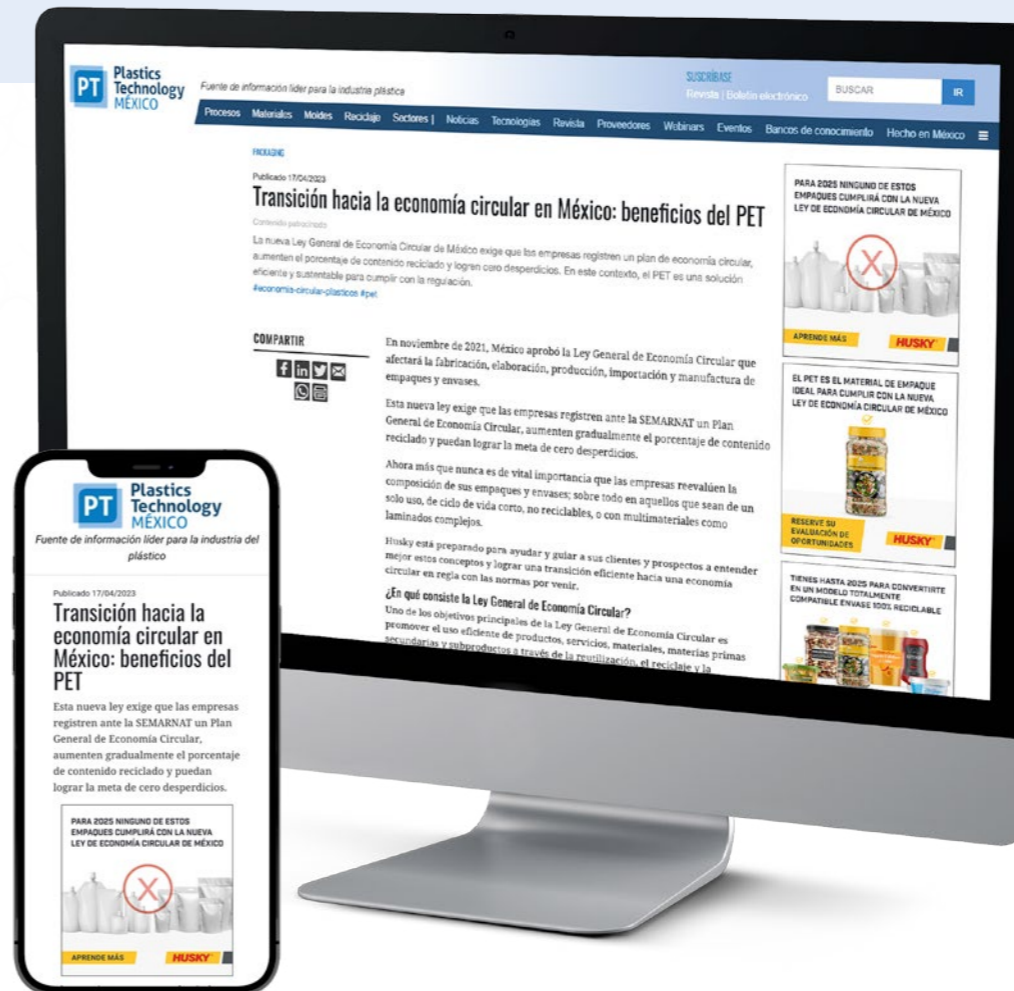 PT
Plastics
Technology
MÉXICO
Fuente de información líder para la industria plástica
SUSCRÍBASE
Revista | Boletín electrónico
BUSCAR
IR
Procesos Materiales Moldes Reciclaje Sectores | Noticias Tecnologías Revista Proveedores Webinars Eventos Bancos de conocimiento Hecho en México
PACKAGING
Publicado 17/04/2023
Transición hacia la economía circular en México: beneficios del PET
Contenido patrocinado
La nueva Ley General de Economía Circular de México exige que las empresas registren un plan de economía circular,
aumenten el porcentaje de contenido reciclado y logren cero desperdicios. En este contexto, el PET es una solución
eficiente y sustentable para cumplir con la regulación.
#economia-circular-plasticos #pet
COMPARTIR
En noviembre de 2021, México aprobó la Ley General de Economía Circular que
afectará la fabricación, elaboración, producción, importación y manufactura de
empaques y envases.
Esta nueva ley exige que las empresas registren ante la SEMARNAT un Plan
General de Economía Circular, aumenten gradualmente el porcentaje de contenido
reciclado y puedan lograr la meta de cero desperdicios.
Ahora más que nunca es de vital importancia que las empresas reevalúen la
composición de sus empaques y envases; sobre todo en aquellos que sean de un
solo uso, de ciclo de vida corto, no reciclables, o con multimateriales como
laminados complejos.
Husky está preparado para ayudar y guiar a sus clientes y prospectos a entender
mejor estos conceptos y lograr una transición eficiente hacia una economía
circular en regla con las normas por venir.
¿En qué consiste la Ley General de Economía Circular?
Uno de los objetivos principales de la Ley General de Economía Circular es
promover el uso eficiente de productos, servicios, materiales, materias primas
secundarias y subproductos a través de la reutilización, el reciclaje y la
PARA 2025 NINGUNO DE ESTOS
EMPAQUES CUMPLIRÁ CON LA NUEVA
LEY DE ECONOMÍA CIRCULAR DE MÉXICO
APRENDE MÁS
HUSKY
EL PET ES EL MATERIAL DE EMPAQUE
IDEAL PARA CUMPLIR CON LA NUEVA
LEY DE ECONOMÍA CIRCULAR DE MÉXICO
RESERVE SU
EVALUACIÓN DE
OPORTUNIDADES
HUSKY
TIENES HASTA 2025 PARA CONVERTIRTE
EN UN MODELO TOTALMENTE
COMPATIBLE ENVASE 100% RECICLABLE
PT
Plastics
Technology
MÉXICO
Fuente de información líder para la industria del
plástico
Publicado 17/04/2023
Transición hacia la
economía circular en
México: beneficios del
PET
Esta nueva ley exige que las empresas
registren ante la SEMARNAT un Plan
General de Economía Circular,
aumenten gradualmente el porcentaje
de contenido reciclado y puedan
lograr la meta de cero desperdicios.
PARA 2025 NINGUNO DE ESTOS
EMPAQUES CUMPLIRÁ CON LA NUEVA
LEY DE ECONOMÍA CIRCULAR DE MÉXICO
APRENDE MÁS
HUSKY